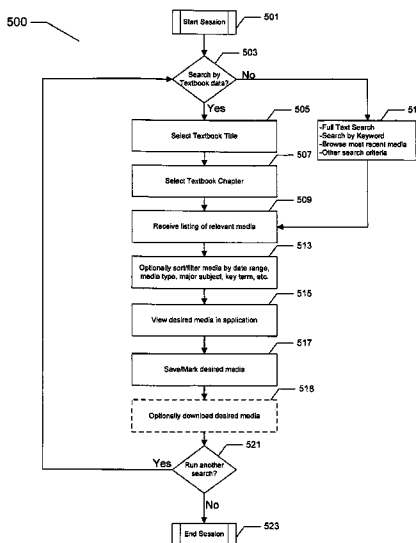 500
Start Session
501
503
Search by
Textbook data?
No
Yes
505
Select Textbook Title
-Full Text Search
-Search by Keyword
-Browse most recent media
-Other search criteria
507
Select Textbook Chapter
509
Receive listing of relevant media
513
Optionally sort/filter media by date range,
media type, major subject, key term, etc.
515
View desired media in application
517
Save/Mark desired media
518
Optionally download desired media
521
Run another
search?
Yes
No
End Session
523